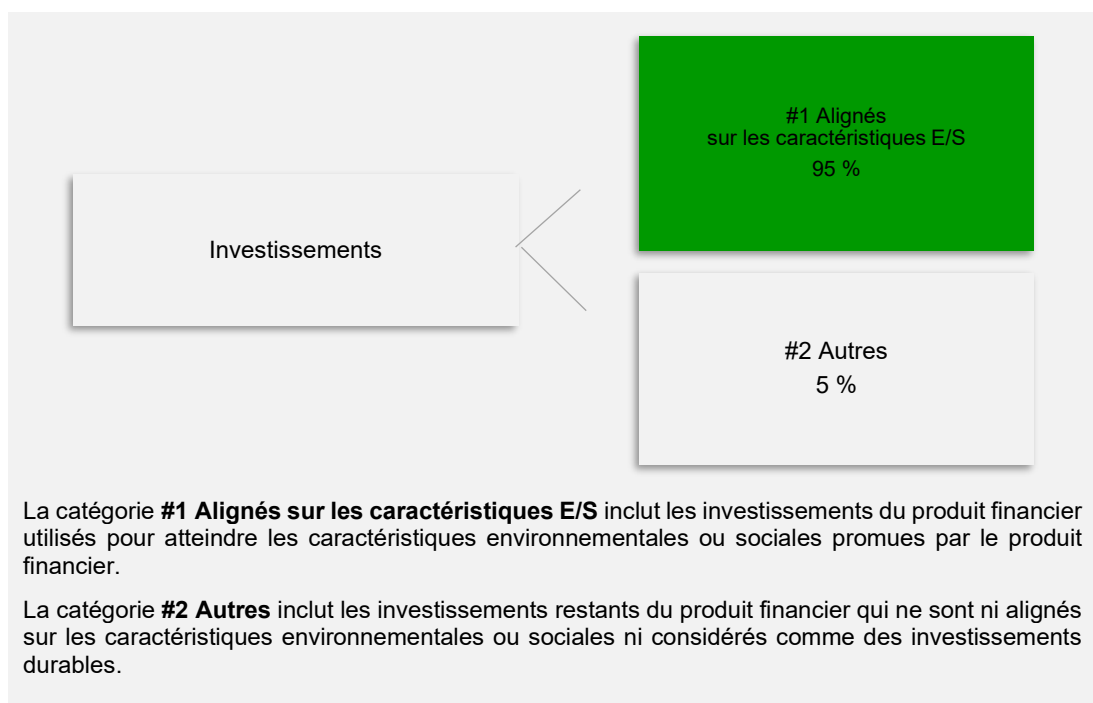 #1 Alignés
sur les caractéristiques E/S
95 %
Investissements
#2 Autres
5 %
La catégorie #1 Alignés sur les caractéristiques E/S inclut les investissements du produit financier
utilisés pour atteindre les caractéristiques environnementales ou sociales promues par le produit
financier.
La catégorie #2 Autres inclut les investissements restants du produit financier qui ne sont ni alignés
sur les caractéristiques environnementales ou sociales ni considérés comme des investissements
durables.